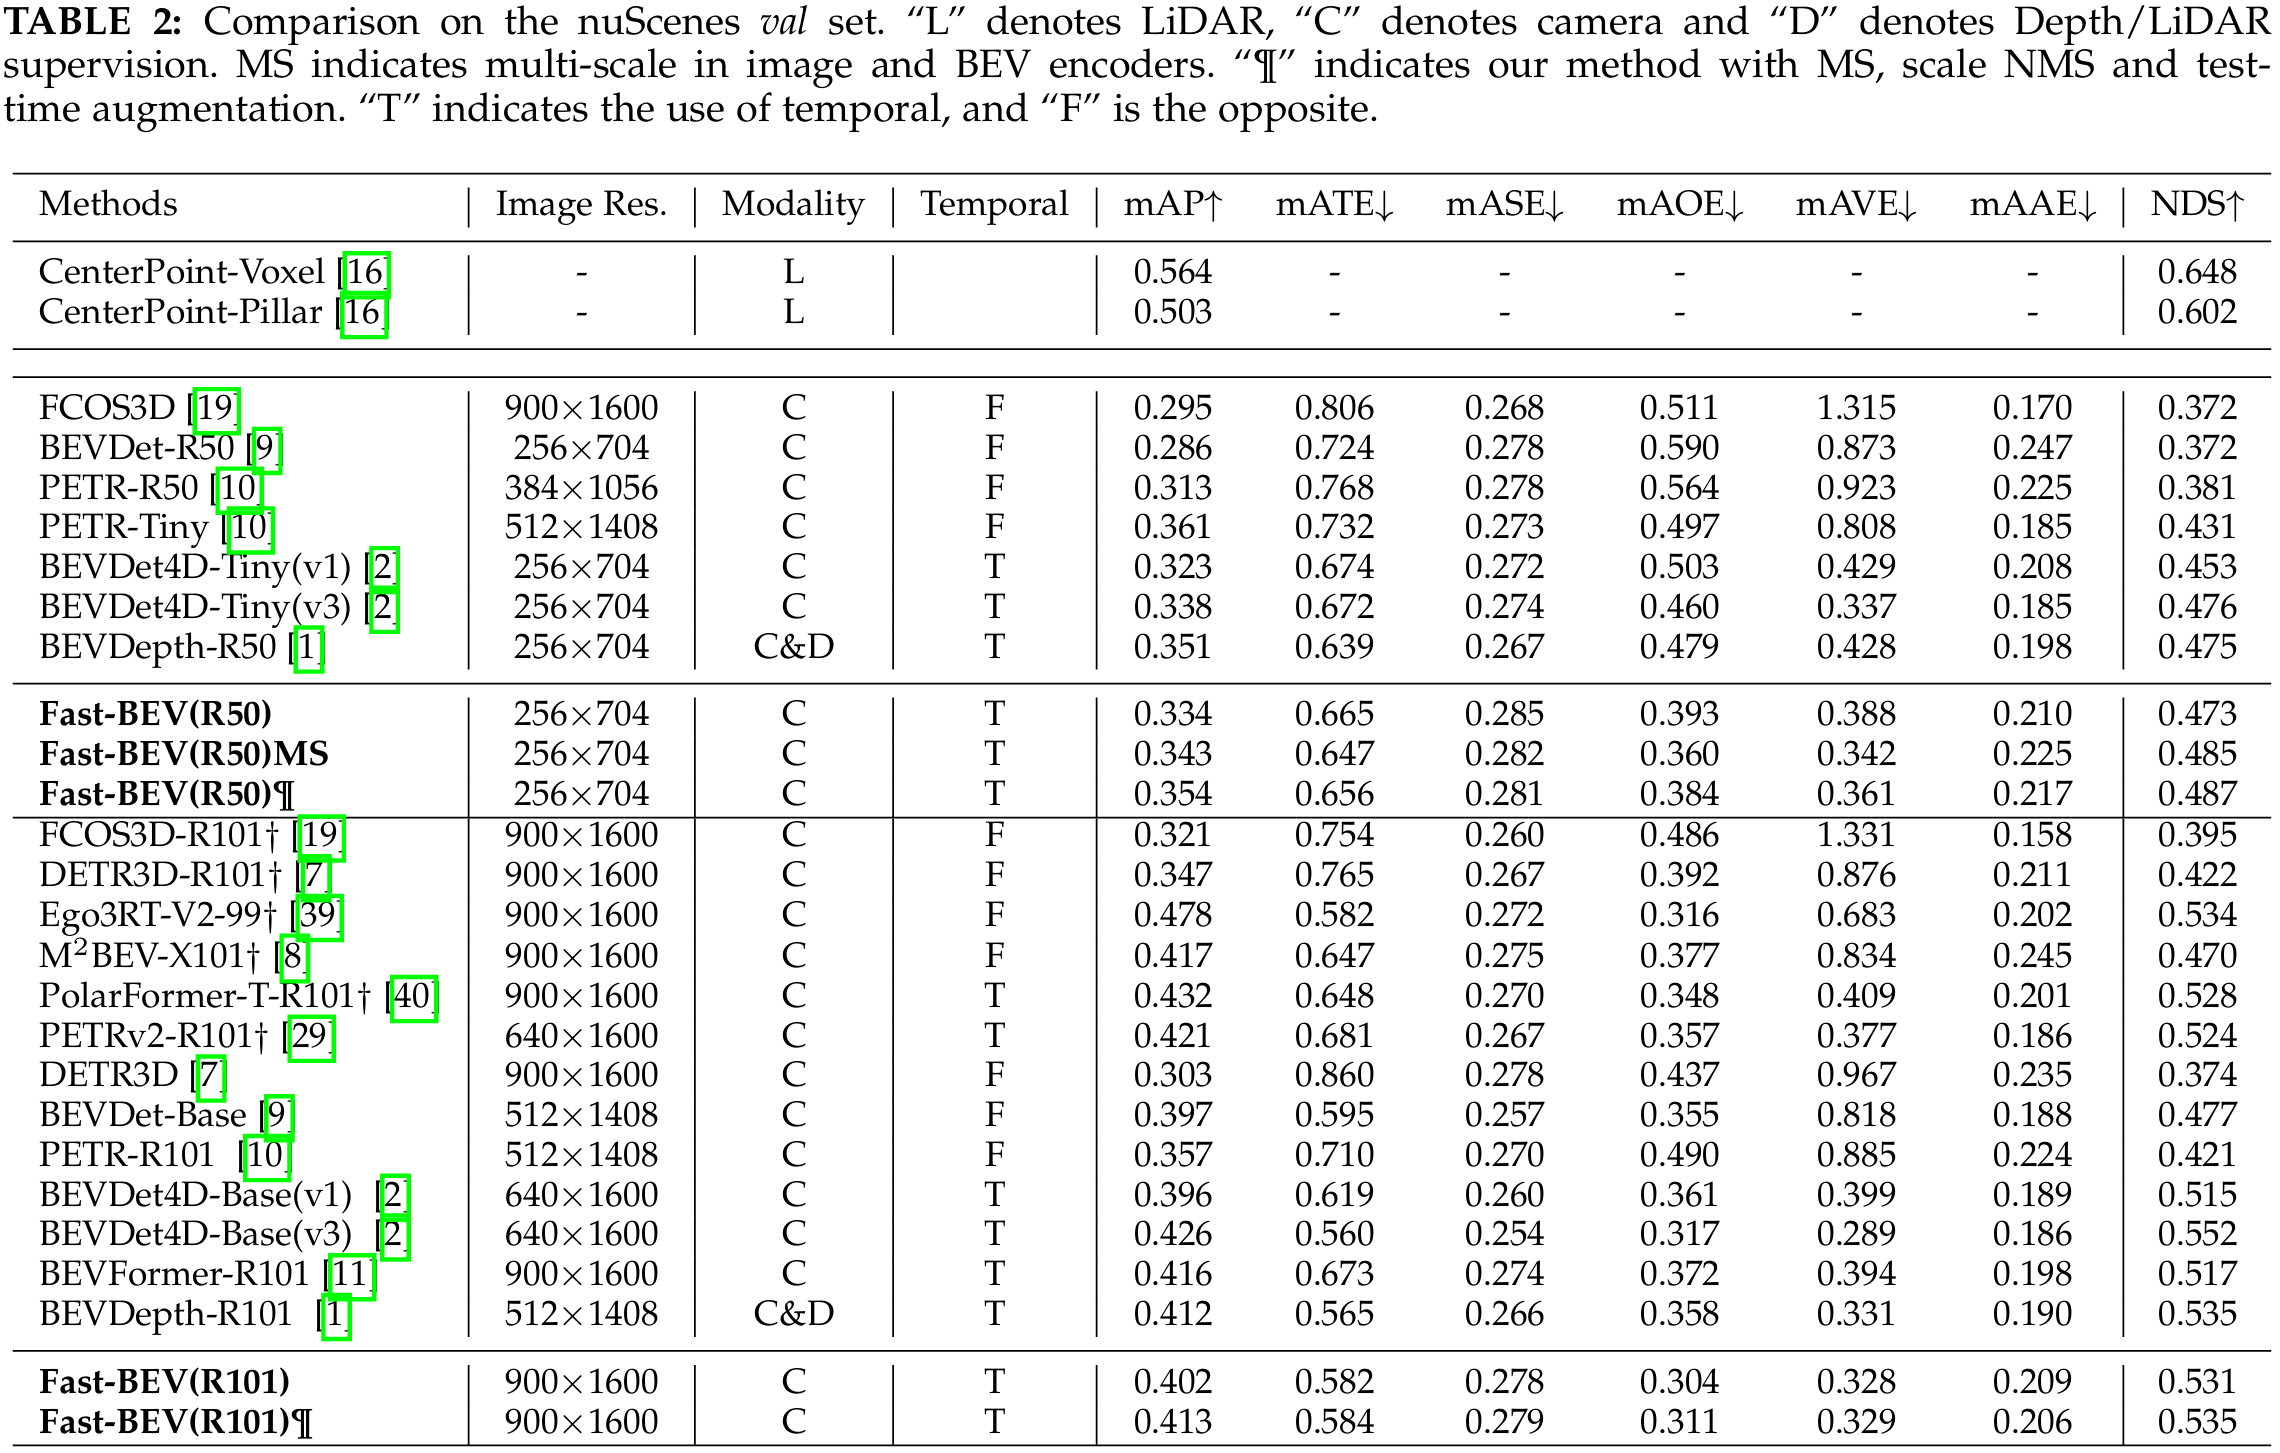 TABLE 2: Comparison on the nuScenes val set. “L” denotes LiDAR, “C” denotes camera and “D” denotes Depth/LiDAR
supervision. MS indicates multi-scale in image and BEV encoders. “¶” indicates our method with MS, scale NMS and test-
time augmentation. “T” indicates the use of temporal, and “F” is the opposite.
Methods Image Res. Modality Temporal mAP↑ mATE↓ mASE↓ mAOE↓ mAVE↓ mAAE↓ NDS↑
CenterPoint-Voxel [16] - L 0.564 - - - - - 0.648
CenterPoint-Pillar [16] - L 0.503 - - - - - 0.602
FCOS3D [19] 900×1600 C F 0.295 0.806 0.268 0.511 1.315 0.170 0.372
BEVDet-R50 [9] 256×704 C F 0.286 0.724 0.278 0.590 0.873 0.247 0.372
PETR-R50 [10] 384×1056 C F 0.313 0.768 0.278 0.564 0.923 0.225 0.381
PETR-Tiny [10] 512×1408 C F 0.361 0.732 0.273 0.497 0.808 0.185 0.431
BEVDet4D-Tiny(v1) [2] 256×704 C T 0.323 0.674 0.272 0.503 0.429 0.208 0.453
BEVDet4D-Tiny(v3) [2] 256×704 C T 0.338 0.672 0.274 0.460 0.337 0.185 0.476
BEVDepth-R50 [1] 256×704 C&D T 0.351 0.639 0.267 0.479 0.428 0.198 0.475
Fast-BEV(R50) 256×704 C T 0.334 0.665 0.285 0.393 0.388 0.210 0.473
Fast-BEV(R50)MS 256×704 C T 0.343 0.647 0.282 0.360 0.342 0.225 0.485
Fast-BEV(R50)¶ 256×704 C T 0.354 0.656 0.281 0.384 0.361 0.217 0.487
FCOS3D-R101† [19] 900×1600 C F 0.321 0.754 0.260 0.486 1.331 0.158 0.395
DETR3D-R101† [7] 900×1600 C F 0.347 0.765 0.267 0.392 0.876 0.211 0.422
Ego3RT-V2-99† [39] 900×1600 C F 0.478 0.582 0.272 0.316 0.683 0.202 0.534
M²BEV-X101† [8] 900×1600 C F 0.417 0.647 0.275 0.377 0.834 0.245 0.470
PolarFormer-T-R101† [40] 900×1600 C T 0.432 0.648 0.270 0.348 0.409 0.201 0.528
PETRv2-R101† [29] 640×1600 C T 0.421 0.681 0.267 0.357 0.377 0.186 0.524
DETR3D [7] 900×1600 C F 0.303 0.860 0.278 0.437 0.967 0.235 0.374
BEVDet-Base [9] 512×1408 C F 0.397 0.595 0.257 0.355 0.818 0.188 0.477
PETR-R101 [10] 512×1408 C F 0.357 0.710 0.270 0.490 0.885 0.224 0.421
BEVDet4D-Base(v1) [2] 640×1600 C T 0.396 0.619 0.260 0.361 0.399 0.189 0.515
BEVDet4D-Base(v3) [2] 640×1600 C T 0.426 0.560 0.254 0.317 0.289 0.186 0.552
BEVFormer-R101 [11] 900×1600 C T 0.416 0.673 0.274 0.372 0.394 0.198 0.517
BEVDepth-R101 [1] 512×1408 C&D T 0.412 0.565 0.266 0.358 0.331 0.190 0.535
Fast-BEV(R101) 900×1600 C T 0.402 0.582 0.278 0.304 0.328 0.209 0.531
Fast-BEV(R101)¶ 900×1600 C T 0.413 0.584 0.279 0.311 0.329 0.206 0.535